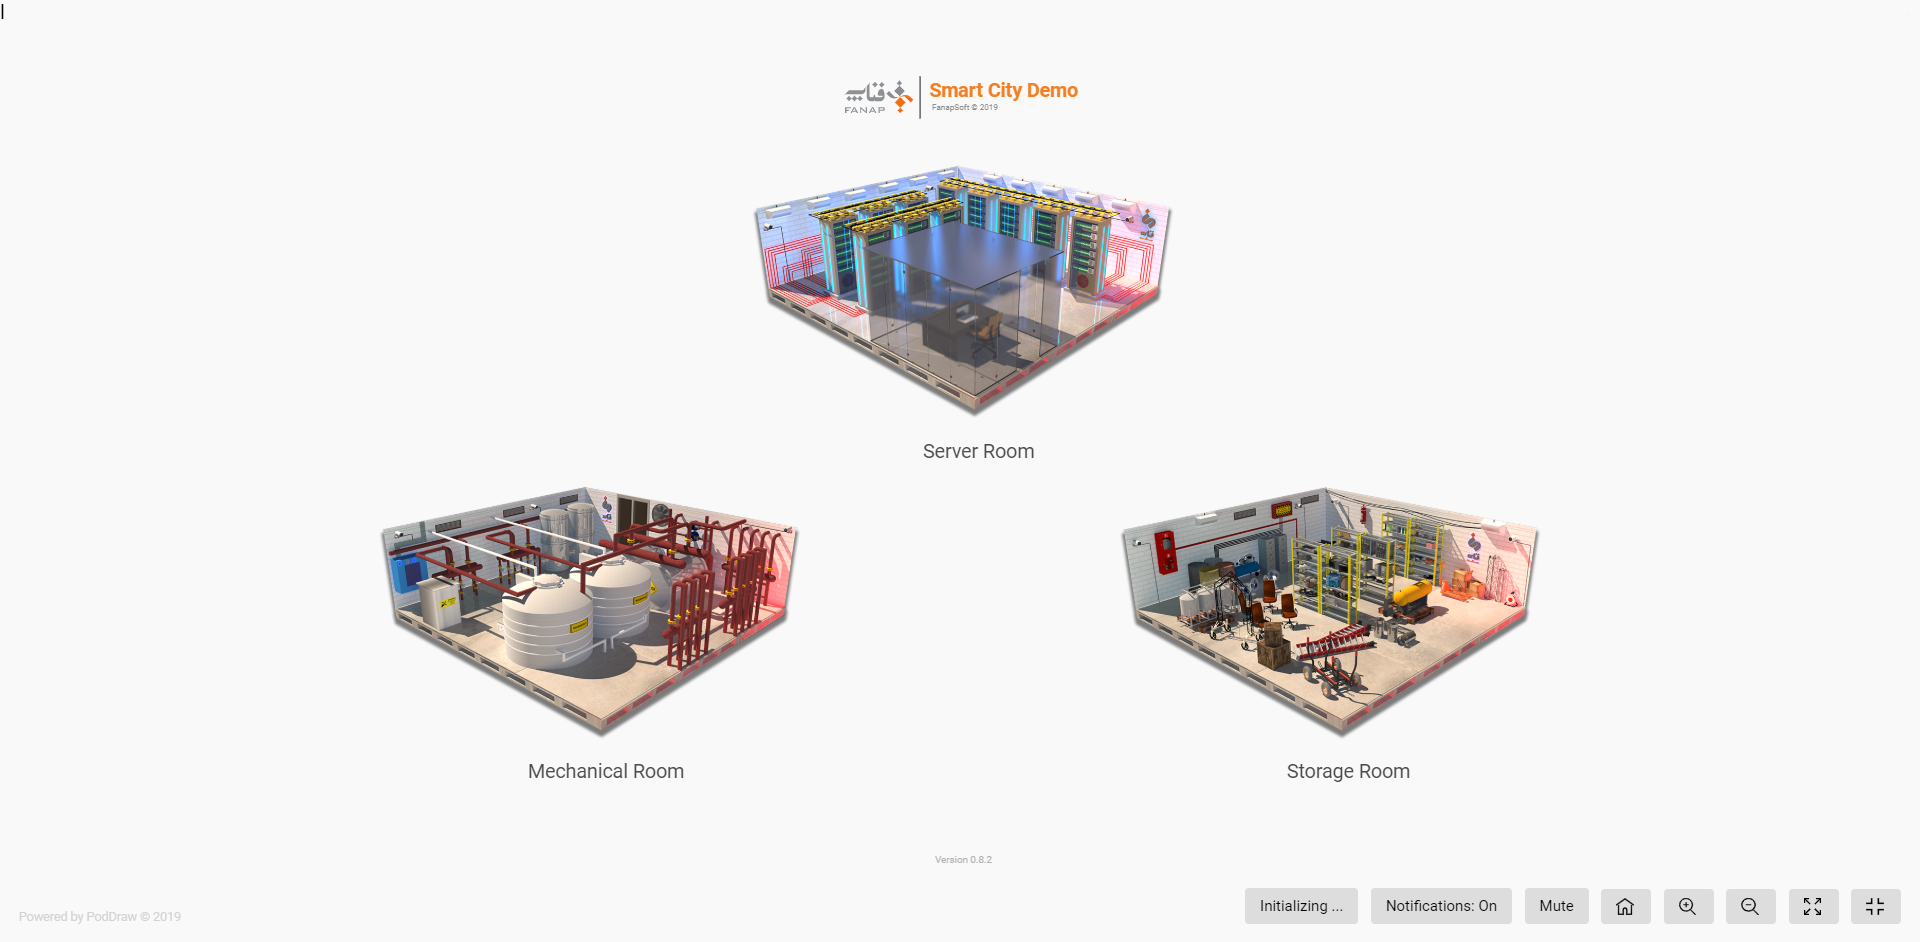 فناپ
FANAP
Smart City Demo
FanapSoft © 2019
Server Room
Mechanical Room
Storage Room
Version 0.8.2
Powered by PodDraw © 2019
Initializing ...
Notifications: On
Mute